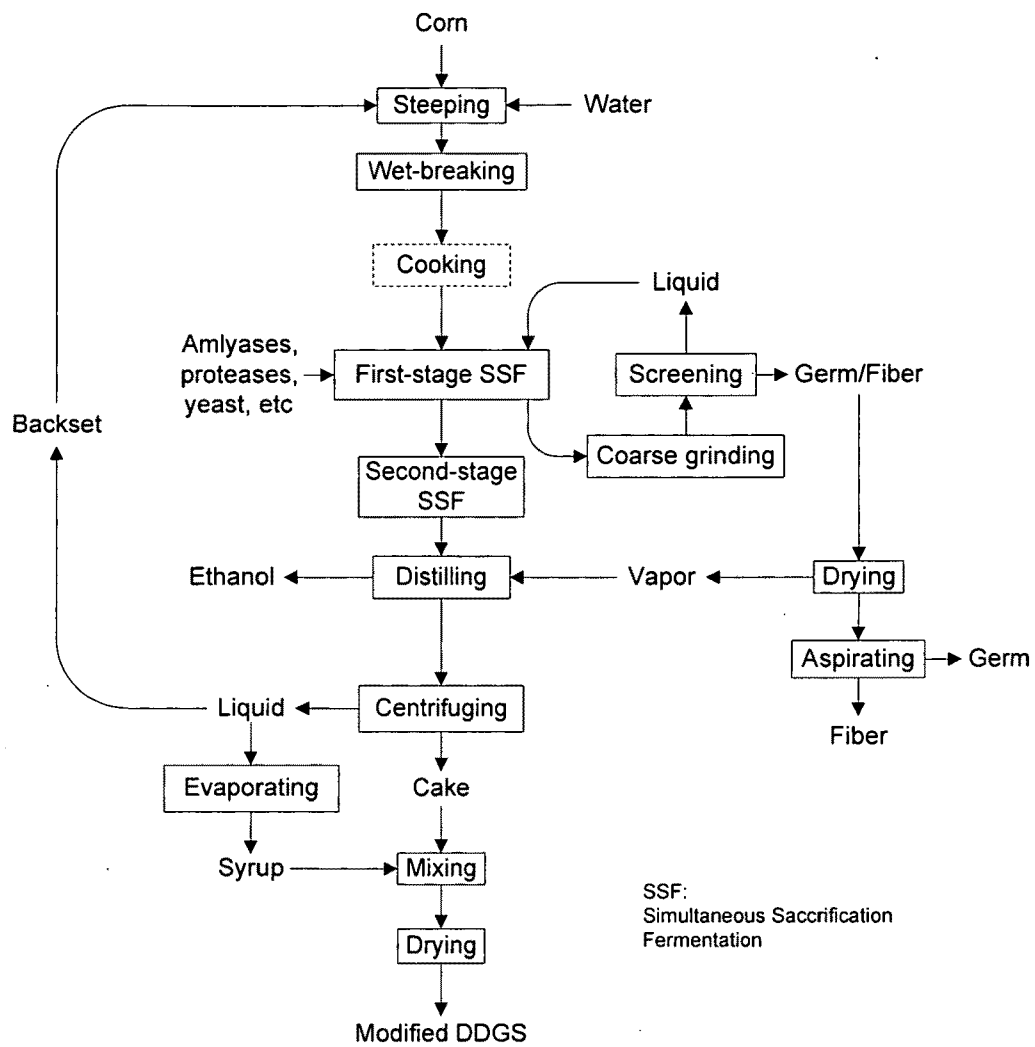 Corn
Steeping
Water
Wet-breaking
Cooking
Liquid
Amlyases,
proteases,
yeast, etc
First-stage SSF
Screening
Germ/Fiber
Backset
Coarse grinding
Second-stage
SSF
Ethanol
Distilling
Vapor
Drying
Aspirating
Germ
Liquid
Centrifuging
Fiber
Evaporating
Cake
Syrup
Mixing
SSF:
Simultaneous Saccrification
Fermentation
Drying
Modified DDGS